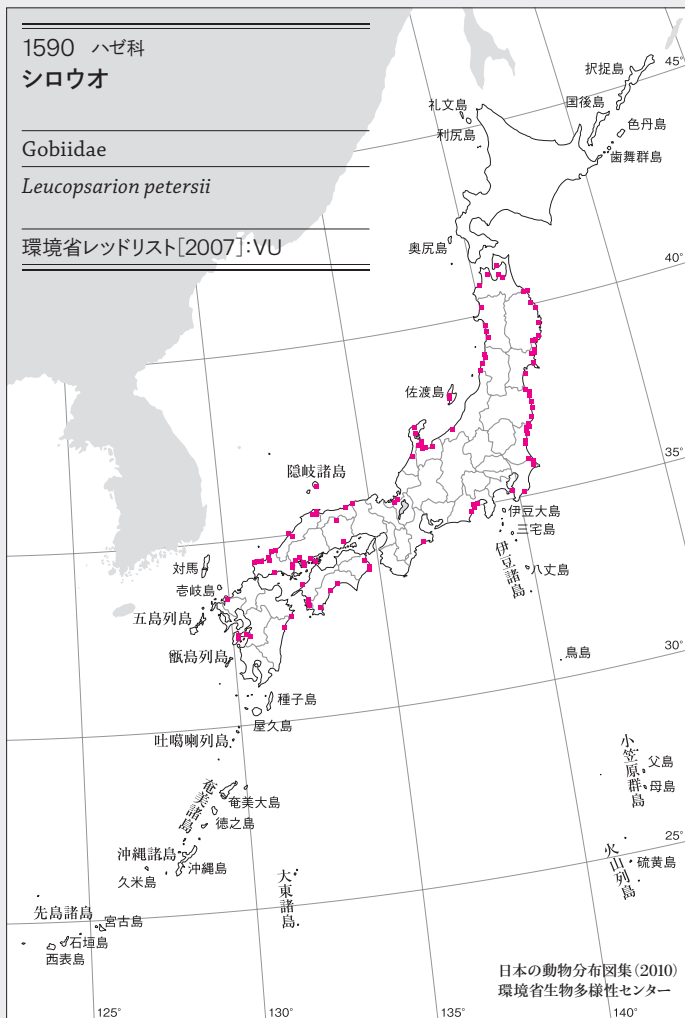 1590 ハゼ科
シロウオ
Gobiidae
Leucopsarion petersii
環境省レッドリスト[2007]:VU
45°
択捉島
国後島
色丹島
歯舞群島
礼文島
利尻島
奥尻島
40°
佐渡島
35°
隠岐諸島
伊豆大島
三宅島
八丈島
伊豆諸島
対馬
壱岐島
五島列島
甑島列島
鳥島
30°
種子島
屋久島
吐噶喇列島
小笠原群島
父島
母島
奄美諸島
奄美大島
徳之島
25°
沖縄諸島
沖縄島
久米島
大東諸島
火山列島
硫黄島
先島諸島
宮古島
石垣島
西表島
日本の動物分布図集(2010)
環境省生物多様性センター
125°
130°
135°
140°